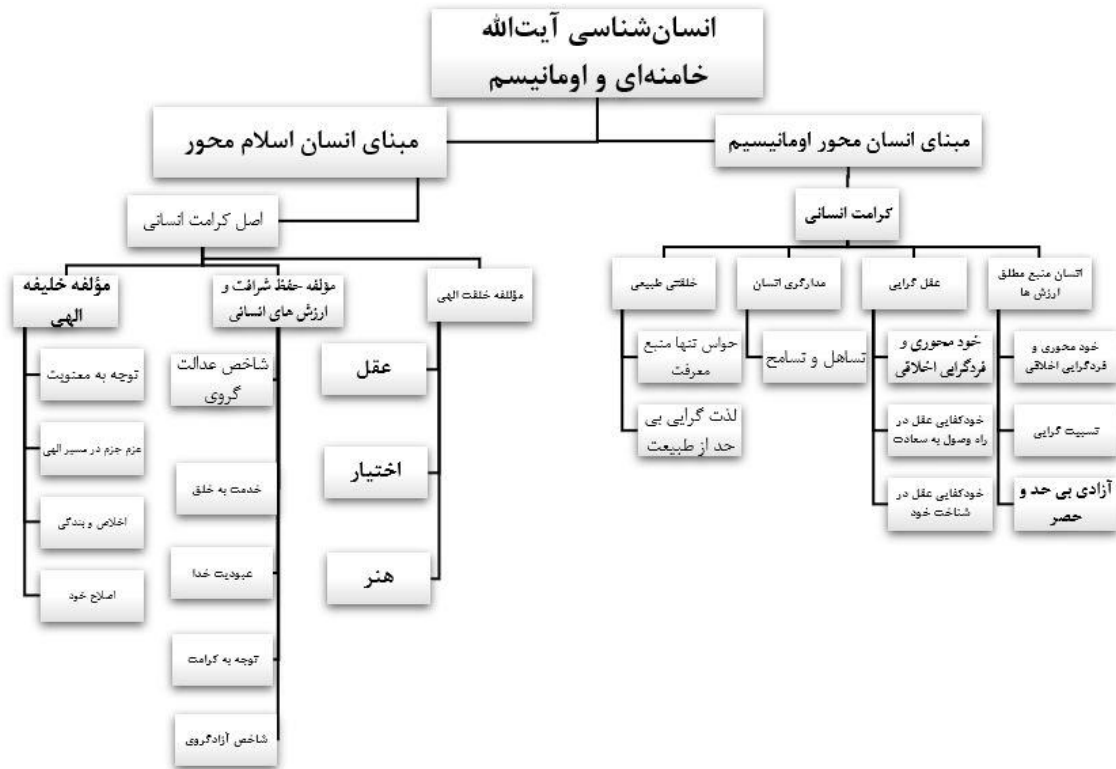 انسان‌شناسی آیت‌الله
خامنه‌ای و اومانیسم
مبنای انسان محور اومانیسیم
کرامت انسانی
اتسان منبع مطلق
ارزش ها
خود محوری و
فردگرایی اخلاقی
تسبیت گرایی
آزادی بی حد و
حصر
عقل گرایی
خود محوری و
فردگرایی اخلاقی
خودکفایی عقل در
راه وصول به سعادت
خودکفایی عقل در
شناخت خود
مدارگری اتسان
تساهل و تسامح
خلقتی طبیعی
حواس تنها متبع
معرفت
لذت گرایی بی
حد از طبیعت
مبنای انسان اسلام محور
اصل کرامت انسانی
مؤللفه خلقت الهی
عقل
اختیار
هنر
مؤلفه حفظ شرافت و
ارزش های انسانی
شاخص عدالت
گروی
خدمت به خلق
عبودیت خدا
توجه به کرامت
شاخص آزادگروی
مؤلفه خلیفه
الهی
توجه به معنویت
عزم جزم در مسیر الهی
اخلاص و بندگی
اصلاح خود